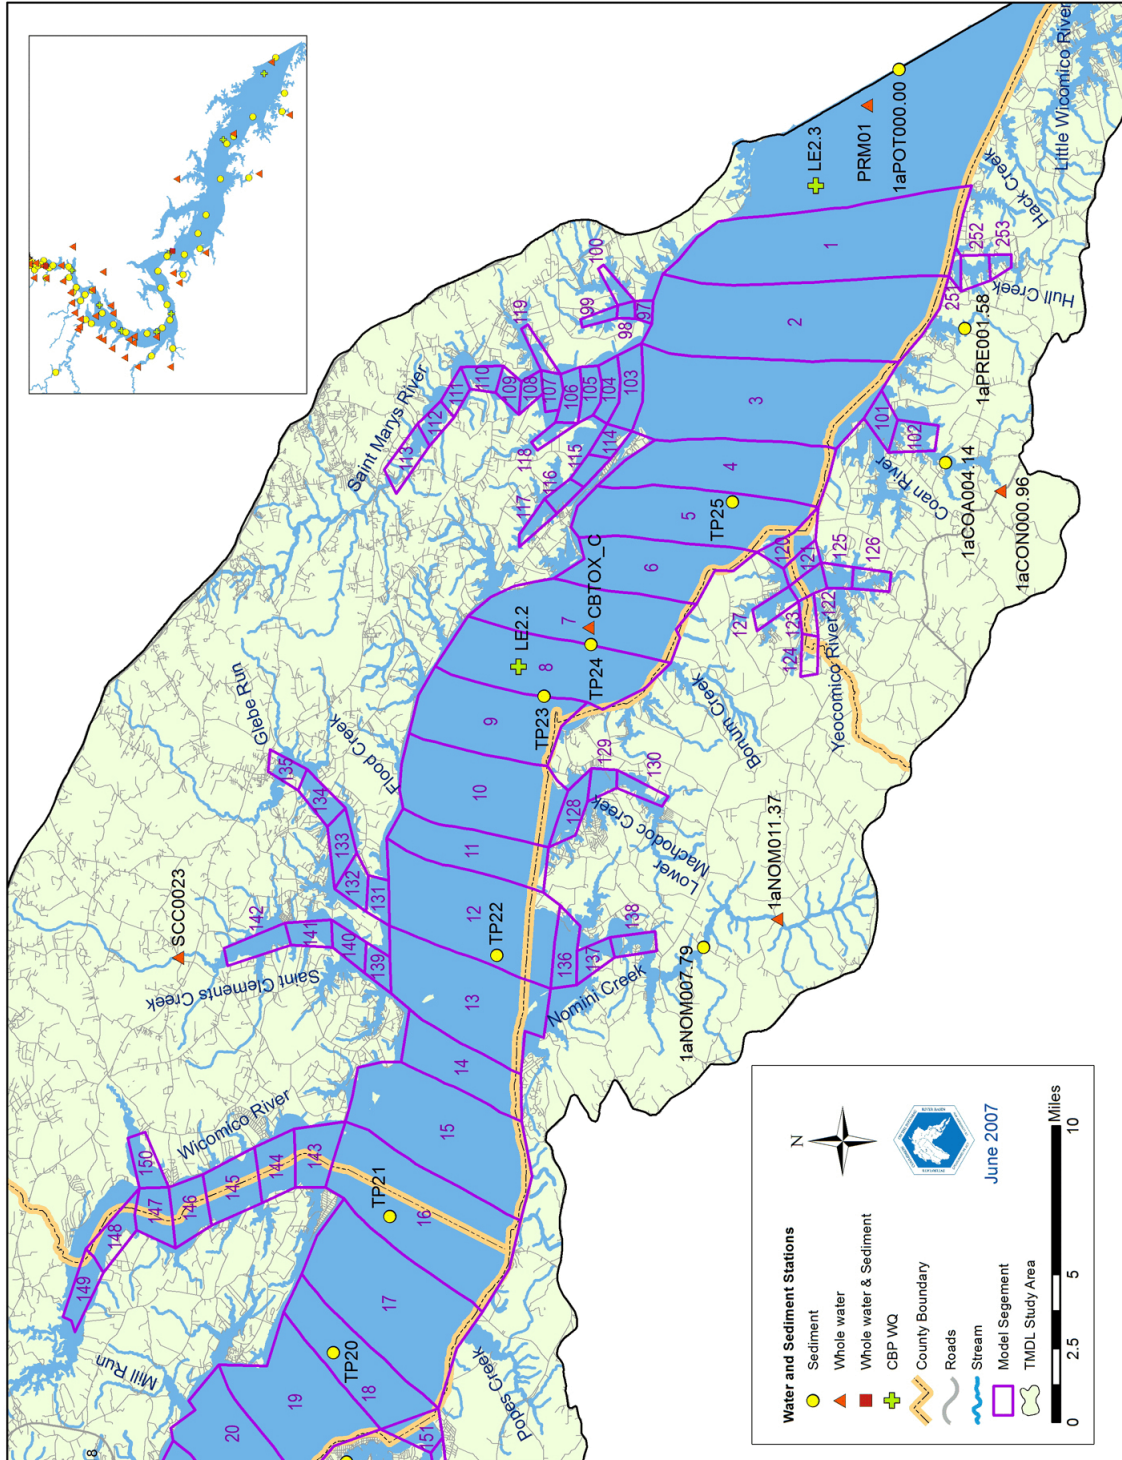 Little Wicomico River
Hack Creek
Hull Creek
1aPOT000.00
PRM01
LE2.3
1
252
253
251
1aPRE001.58
2
100
99
98
97
119
3
101
102
Coan River
1aCOA004.14
1aCON000.96
Saint Marys River
113
112
111
110
109
108
107
106
105
104
103
118
117
116
115
114
4
TP25
5
6
120
121
125
126
122
127
123
124
Yeocomico River
CBTOX_C
7
TP24
LE2.2
8
TP23
9
Bonum Creek
Glebe Run
Flood Creek
135
134
133
132
131
10
11
129
130
128
Lower
Machodoc Creek
12
TP22
SCC0023
142
141
140
139
Saint Clements Creek
13
136
137
138
Nomini Creek
1aNOM011.37
1aNOM007.79
14
15
Wicomico River
150
149
148
147
146
145
144
143
TP21
16
17
TP20
18
19
20
Mill Run
8
Popes Creek
151
Water and Sediment Stations
Sediment
Whole water
Whole water & Sediment
CBP WQ
County Boundary
Roads
Stream
Model Segement
TMDL Study Area
N
June 2007
0 2.5 5 10
Miles